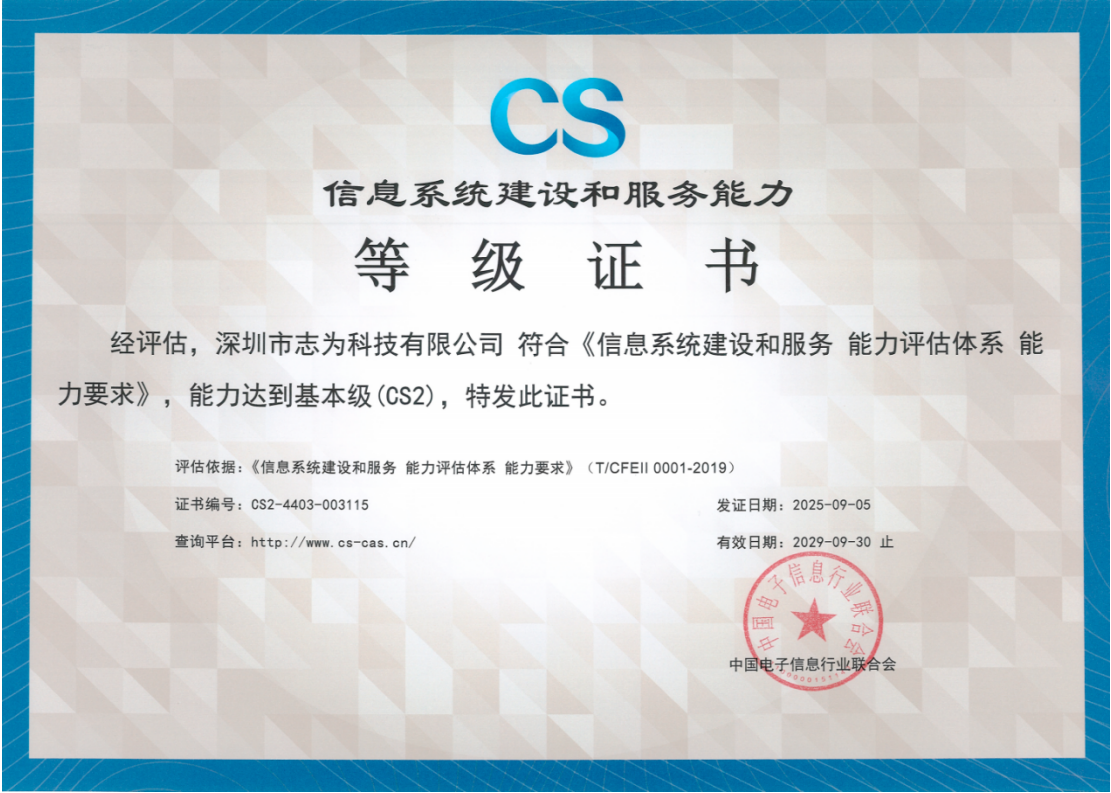 CS
信息系统建设和服务能力
等级证书
经评估，深圳市志为科技有限公司 符合《信息系统建设和服务 能力评估体系 能
力要求》，能力达到基本级(CS2)，特发此证书。
评估依据：《信息系统建设和服务 能力评估体系 能力要求》（T/CFEII 0001-2019）
证书编号：CS2-4403-003115
发证日期：2025-09-05
查询平台：http://www.cs-cas.cn/
有效日期：2029-09-30 止
中国电子信息行业联合会
中国电子信息行业联合会